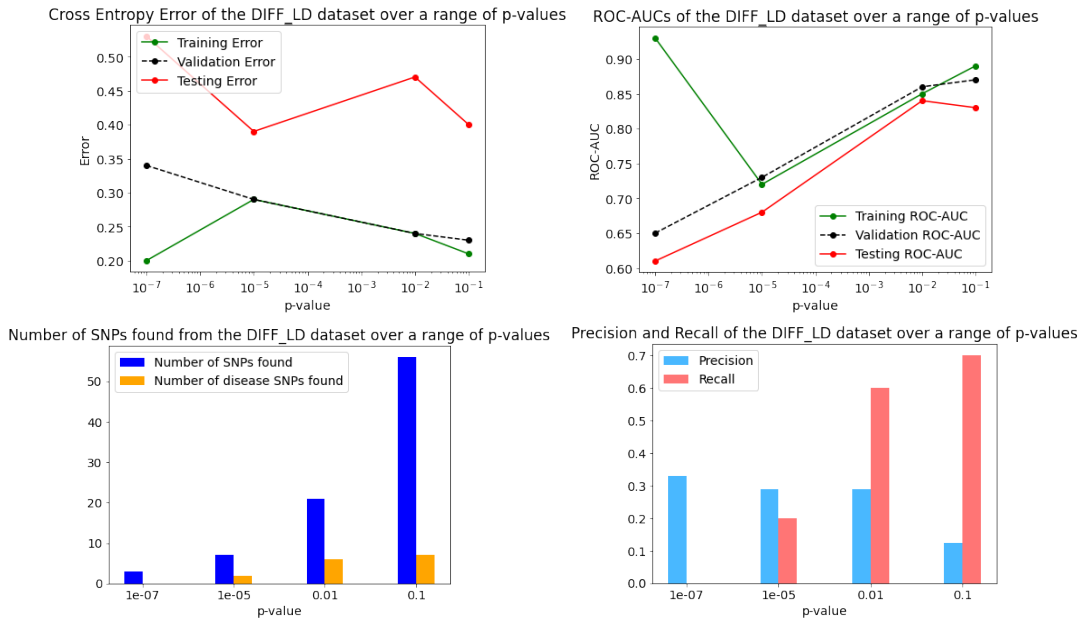 Cross Entropy Error of the DIFF_LD dataset over a range of p-values
Training Error
Validation Error
Testing Error
0.50
0.45
0.40
0.35
0.30
0.25
0.20
Error
10⁻⁷
10⁻⁶
10⁻⁵
10⁻⁴
10⁻³
10⁻²
10⁻¹
p-value
ROC-AUCs of the DIFF_LD dataset over a range of p-values
0.90
0.85
0.80
0.75
0.70
0.65
0.60
ROC-AUC
Training ROC-AUC
Validation ROC-AUC
Testing ROC-AUC
10⁻⁷
10⁻⁶
10⁻⁵
10⁻⁴
10⁻³
10⁻²
10⁻¹
p-value
Number of SNPs found from the DIFF_LD dataset over a range of p-values
Number of SNPs found
Number of disease SNPs found
50
40
30
20
10
0
1e-07
1e-05
0.01
0.1
p-value
Precision and Recall of the DIFF_LD dataset over a range of p-values
Precision
Recall
0.7
0.6
0.5
0.4
0.3
0.2
0.1
0.0
1e-07
1e-05
0.01
0.1
p-value